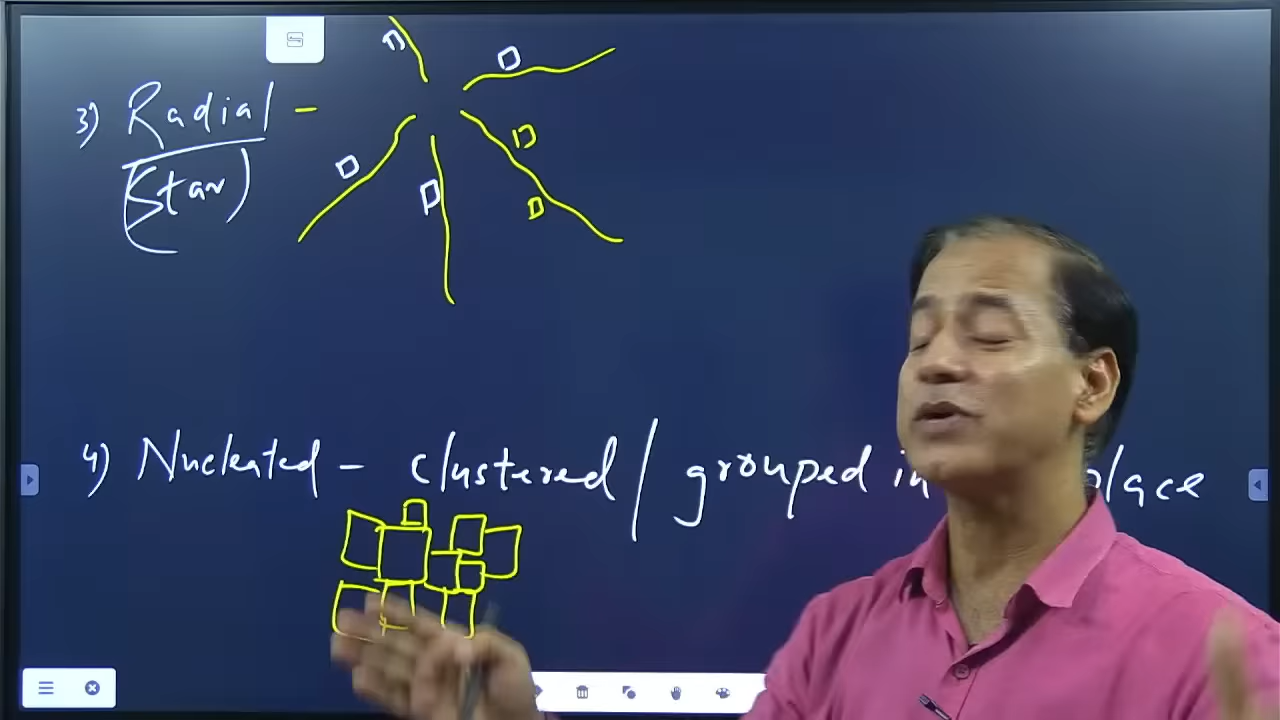 3) Radial -
(Star)
4) Nucleated - clustered / grouped in place